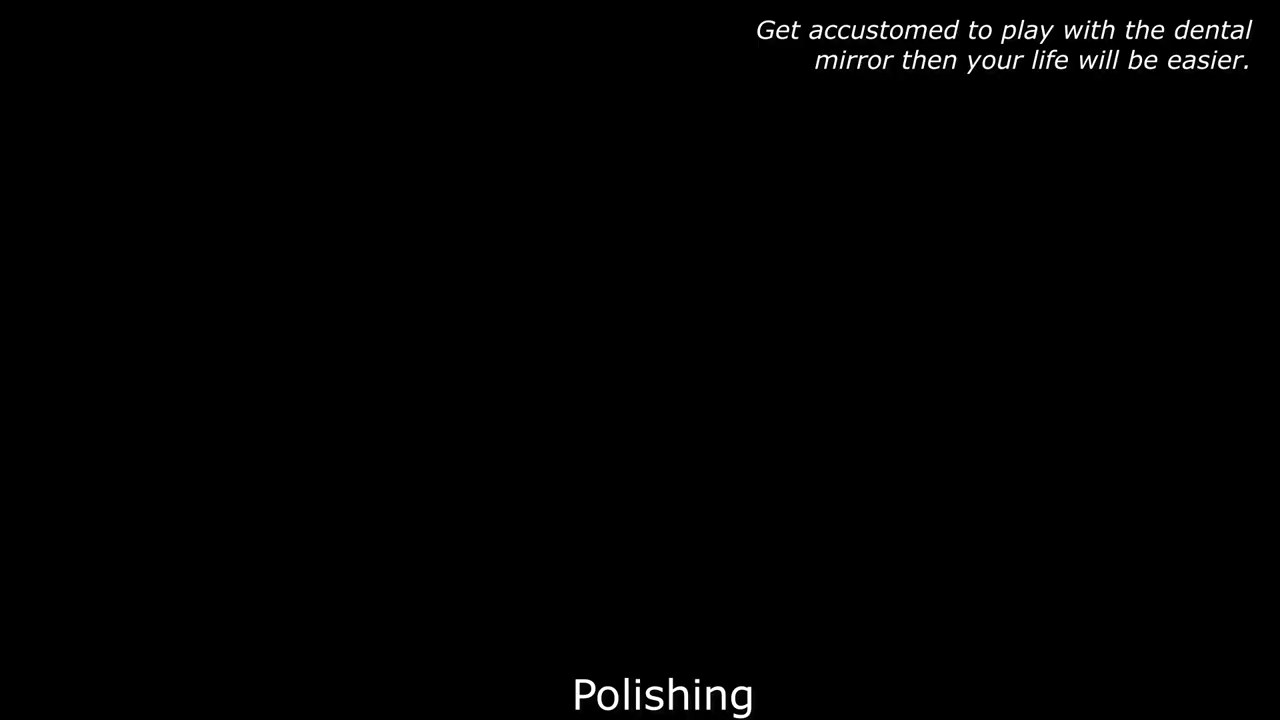 Get accustomed to play with the dental
mirror then your life will be easier.
Polishing